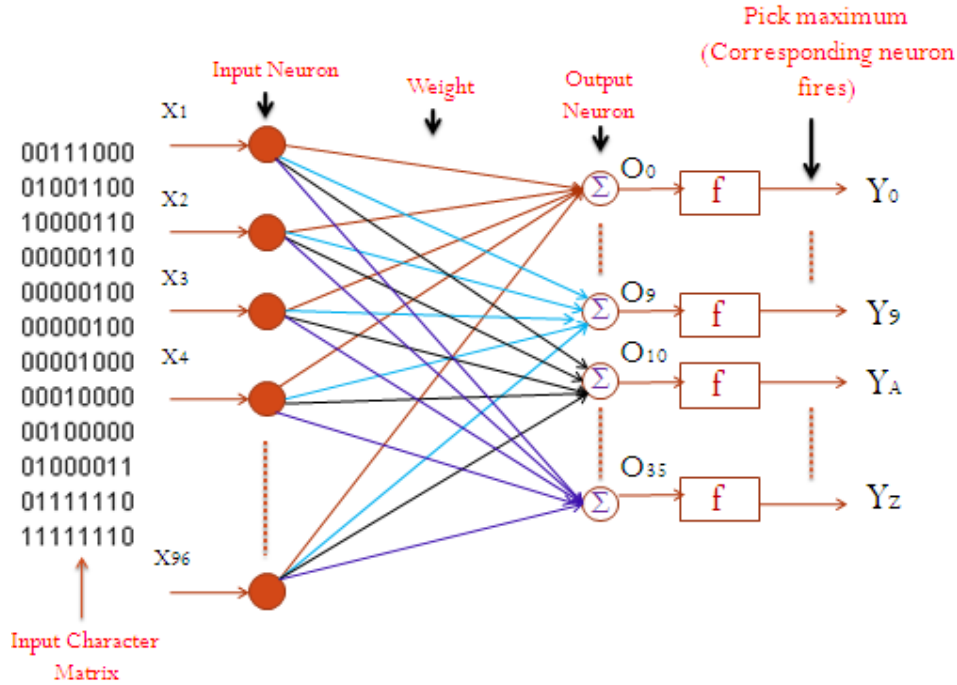 Pick maximum
(Corresponding neuron
fires)
Input Neuron
Weight
Output
Neuron
X1
X2
X3
X4
X96
00111000
01001100
10000110
00000110
00000100
00000100
00001000
00010000
00100000
01000011
01111110
11111110
Input Character
Matrix
Σ O0 f Y0
Σ O9 f Y9
Σ O10 f YA
Σ O35 f YZ